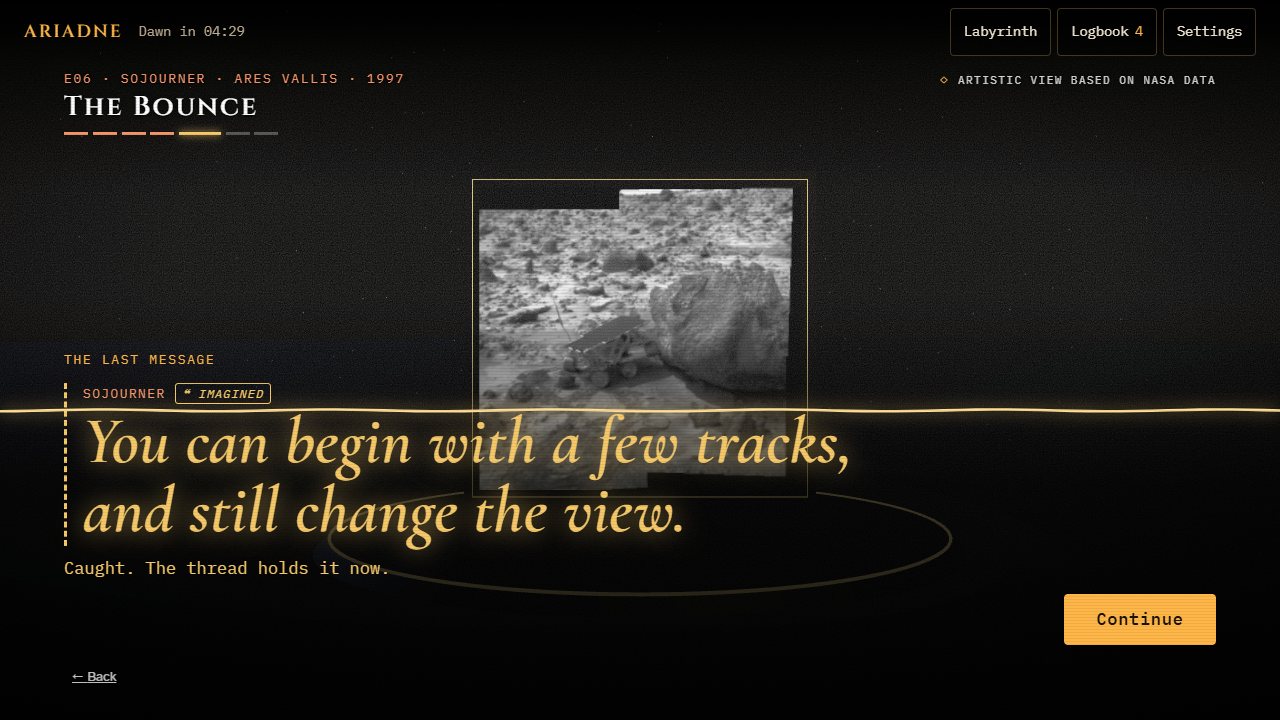 ARIADNE Dawn in 04:29 Labyrinth Logbook 4 Settings
E06 · SOJOURNER · ARES VALLIS · 1997
◇ ARTISTIC VIEW BASED ON NASA DATA
The Bounce
THE LAST MESSAGE
SOJOURNER ❝ IMAGINED
You can begin with a few tracks,
and still change the view.
Caught. The thread holds it now.
Continue
← Back